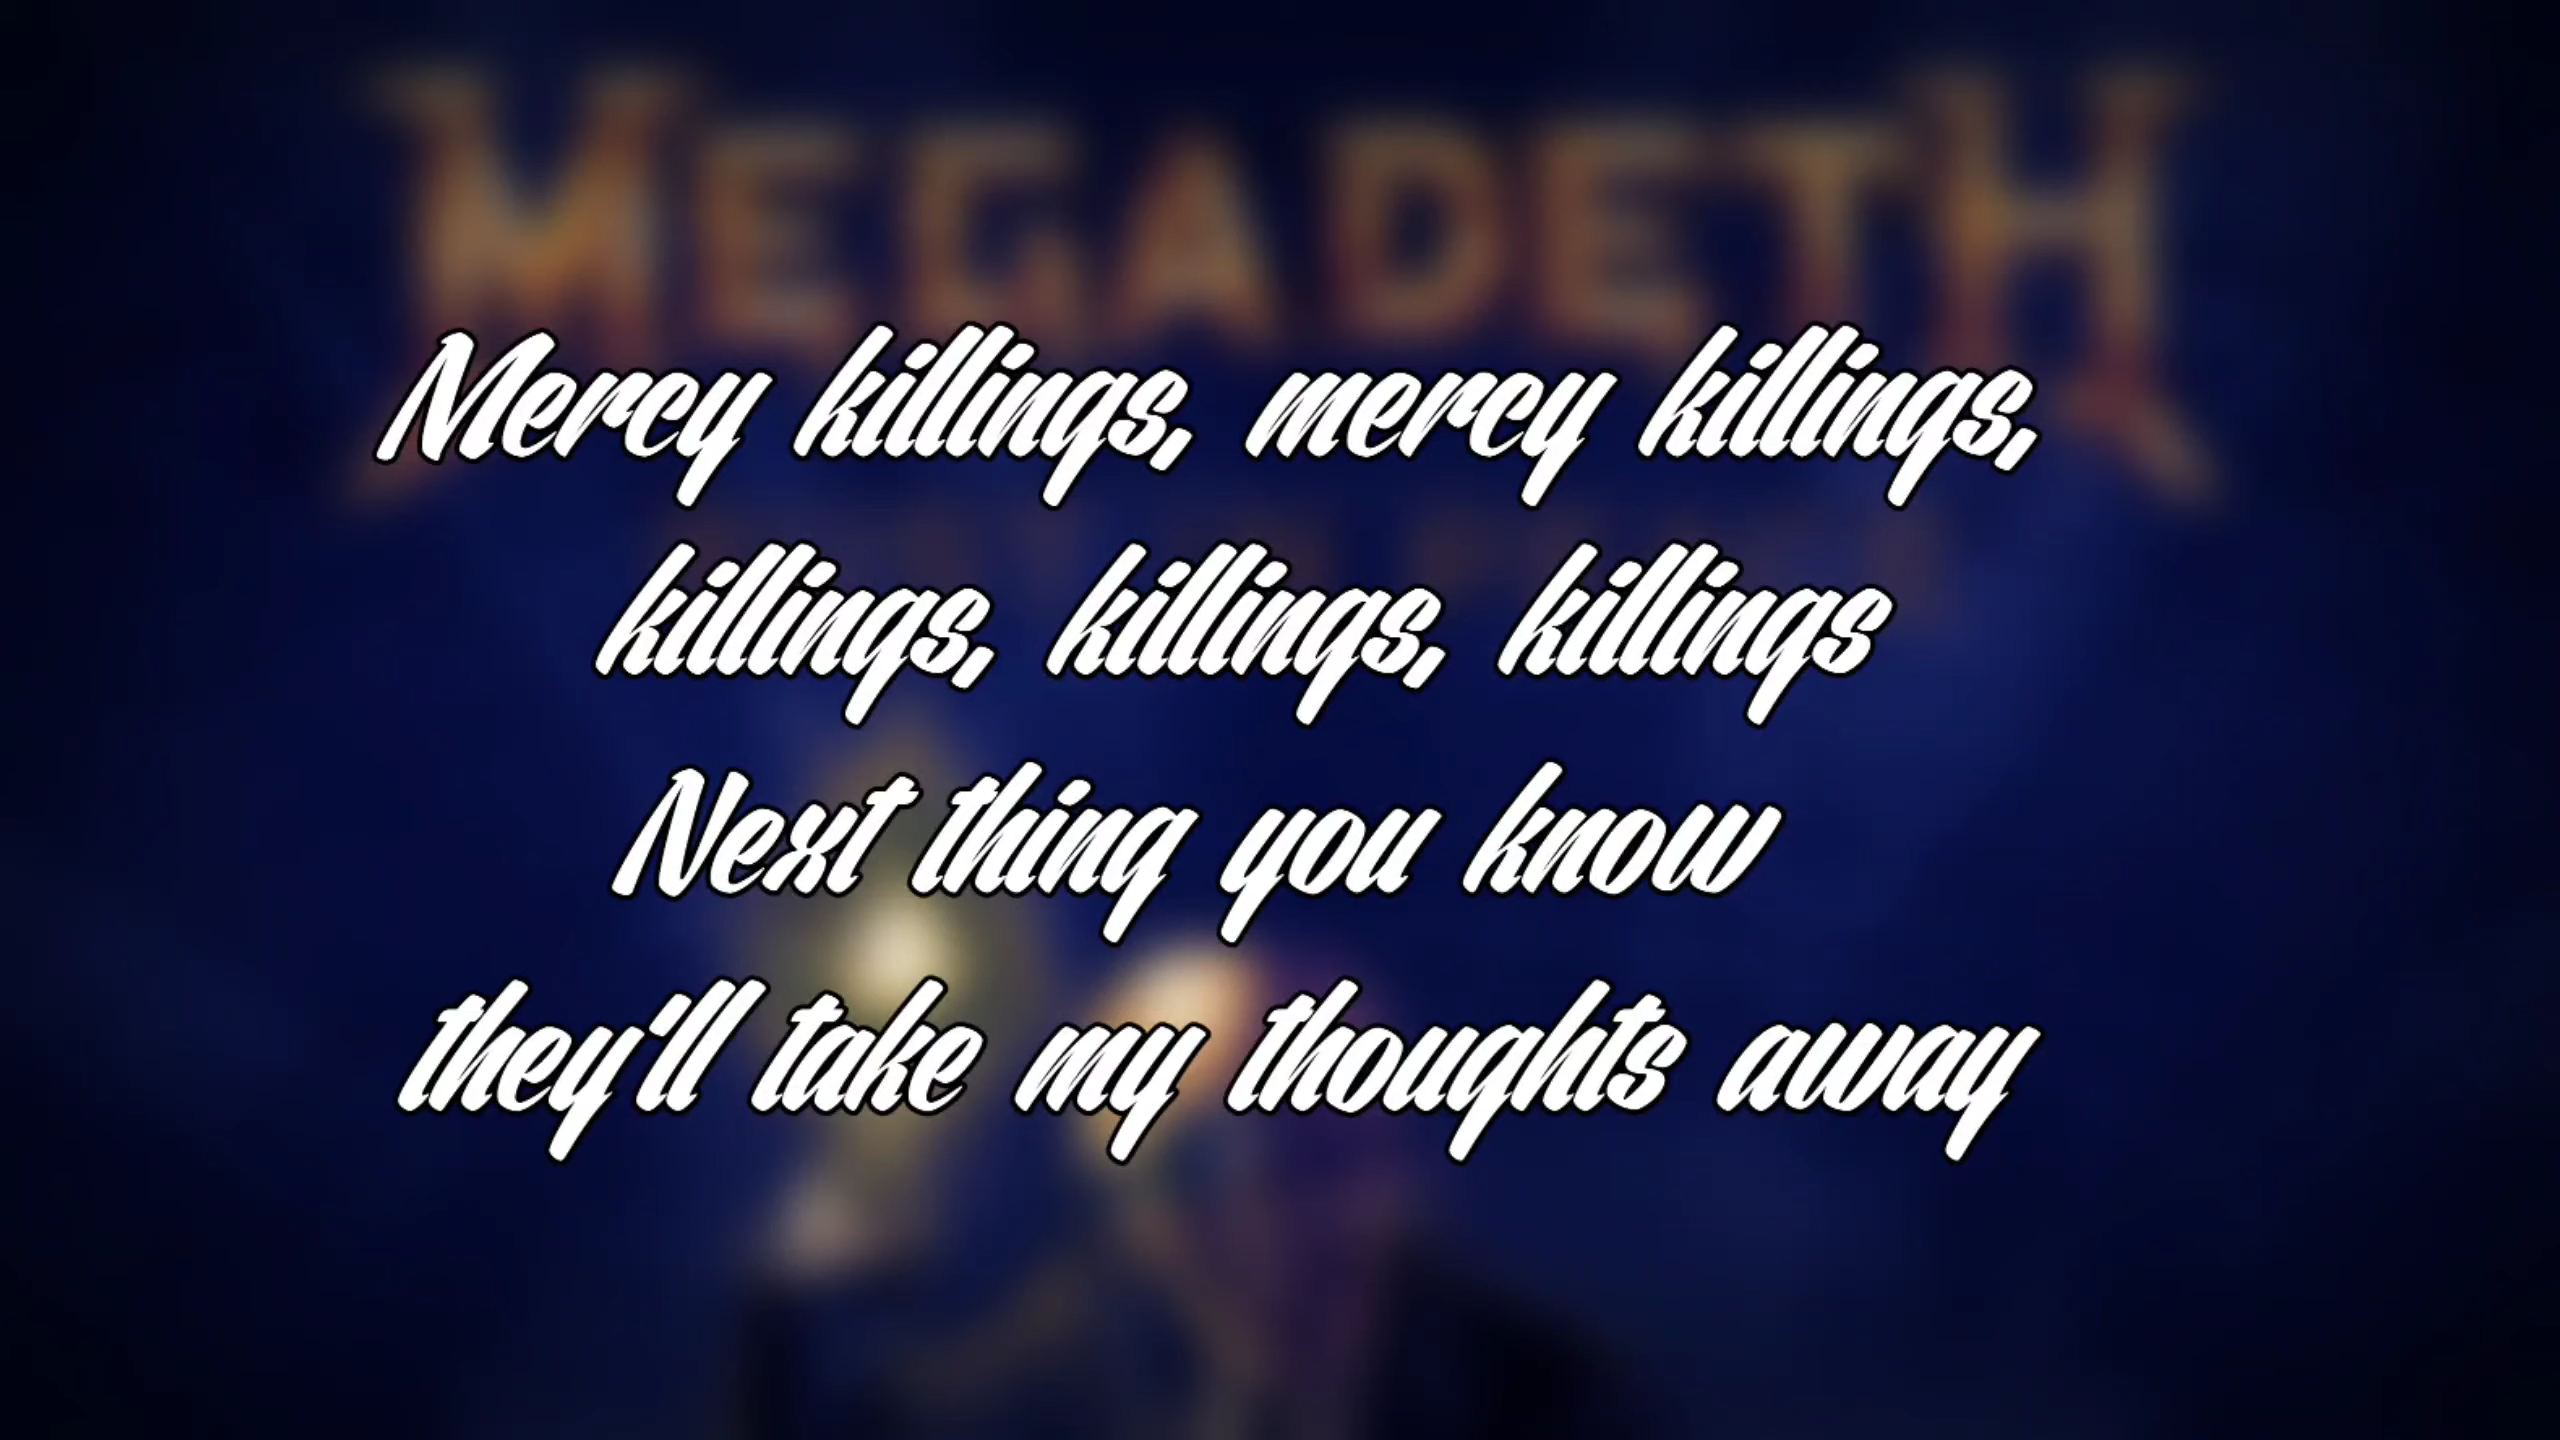 MEGADETH
Mercy killings, mercy killings,
killings, killings, killings
Next thing you know
they'll take my thoughts away